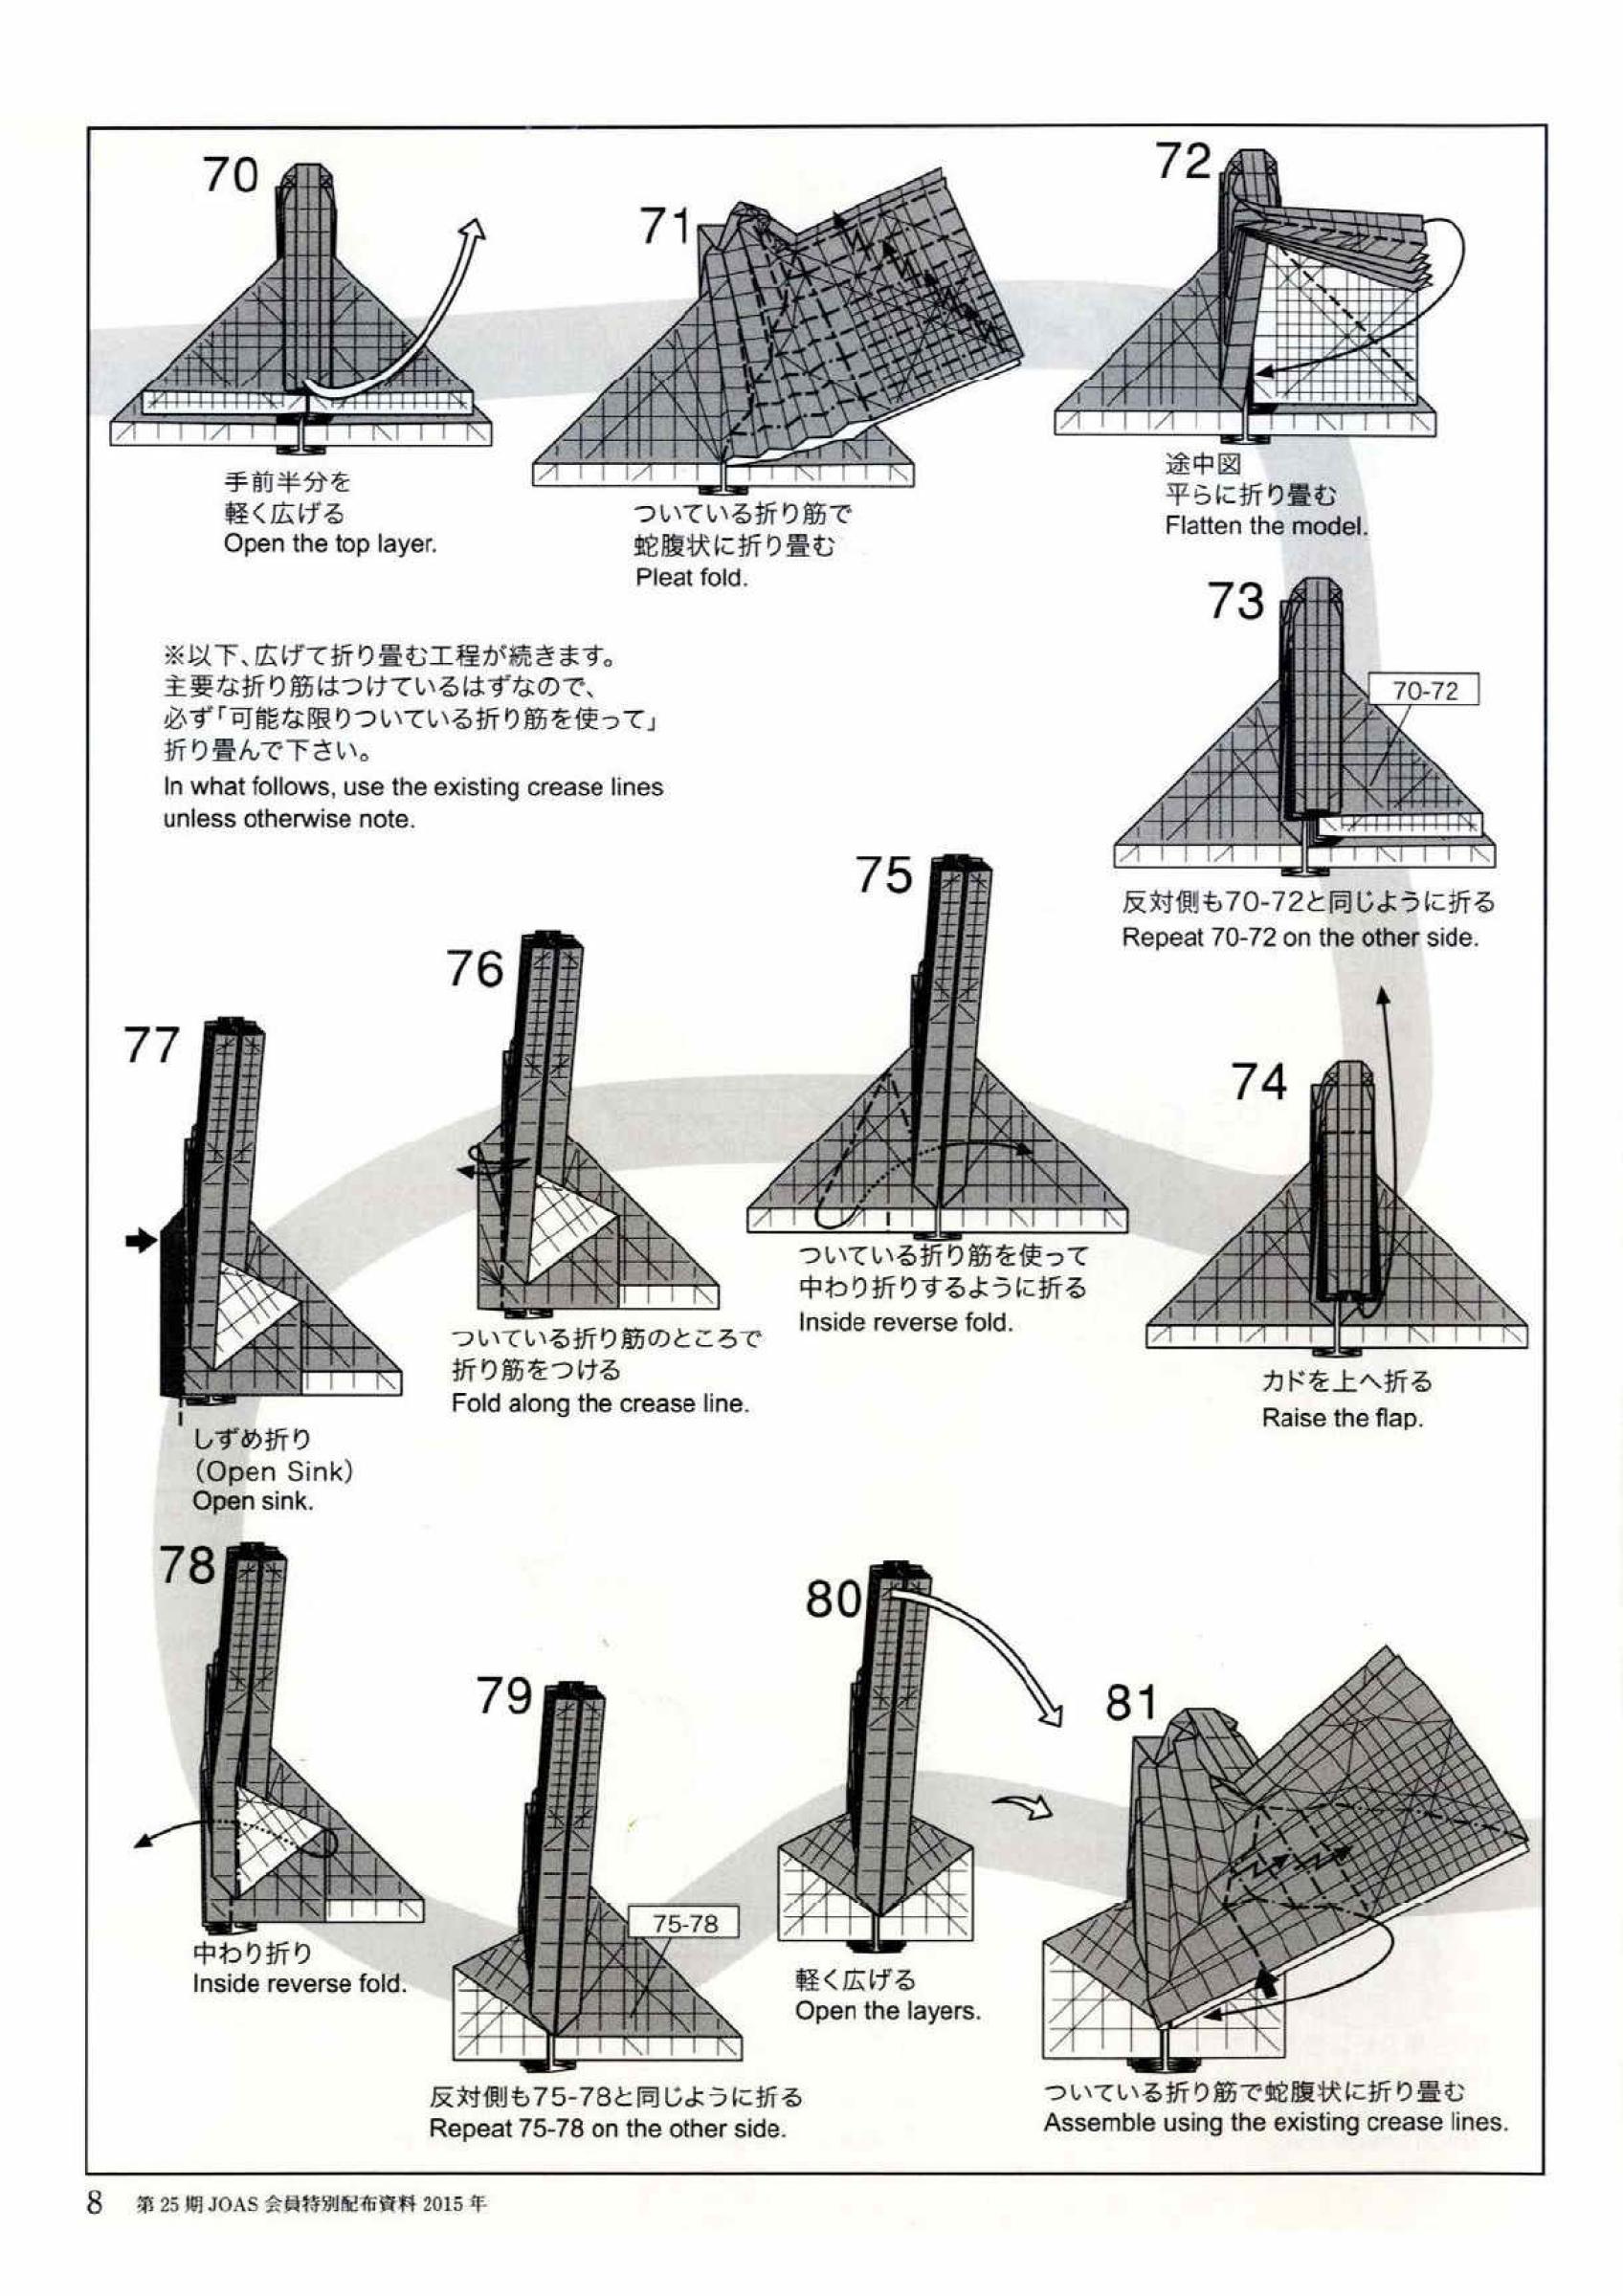 70
手前半分を
軽く広げる
Open the top layer.
71
ついている折り筋で
蛇腹状に折り畳む
Pleat fold.
72
途中図
平らに折り畳む
Flatten the model.
※以下、広げて折り畳む工程が続きます。
主要な折り筋はつけているはずなので、
必ず「可能な限りついている折り筋を使って」
折り畳んで下さい。
In what follows, use the existing crease lines
unless otherwise note.
73
70-72
反対側も70-72と同じように折る
Repeat 70-72 on the other side.
74
カドを上へ折る
Raise the flap.
75
ついている折り筋を使って
中わり折りするように折る
Inside reverse fold.
76
ついている折り筋のところで
折り筋をつける
Fold along the crease line.
77
しずめ折り
(Open Sink)
Open sink.
78
中わり折り
Inside reverse fold.
79
75-78
反対側も75-78と同じように折る
Repeat 75-78 on the other side.
80
軽く広げる
Open the layers.
81
ついている折り筋で蛇腹状に折り畳む
Assemble using the existing crease lines.
8 第25期 JOAS 会員特別配布資料 2015年